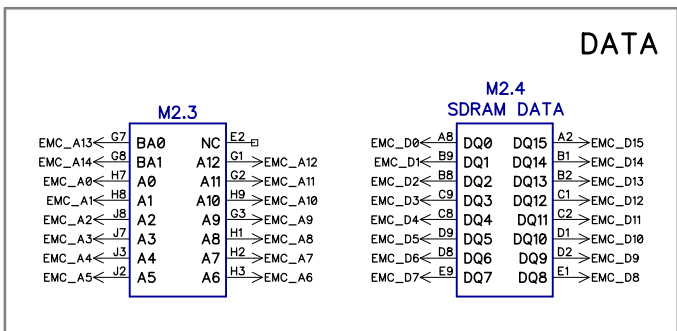 DATA
M2.3
EMC_A13 G7 BA0 NC E2
EMC_A14 G8 BA1 A12 G1 EMC_A12
EMC_A0 H7 A0 A11 G2 EMC_A11
EMC_A1 H8 A1 A10 H9 EMC_A10
EMC_A2 J8 A2 A9 G3 EMC_A9
EMC_A3 J7 A3 A8 H1 EMC_A8
EMC_A4 J3 A4 A7 H2 EMC_A7
EMC_A5 J2 A5 A6 H3 EMC_A6
M2.4
SDRAM DATA
EMC_D0 A8 DQ0 DQ15 A2 EMC_D15
EMC_D1 B9 DQ1 DQ14 B1 EMC_D14
EMC_D2 B8 DQ2 DQ13 B2 EMC_D13
EMC_D3 C9 DQ3 DQ12 C1 EMC_D12
EMC_D4 C8 DQ4 DQ11 C2 EMC_D11
EMC_D5 D9 DQ5 DQ10 D1 EMC_D10
EMC_D6 D8 DQ6 DQ9 D2 EMC_D9
EMC_D7 E9 DQ7 DQ8 E1 EMC_D8